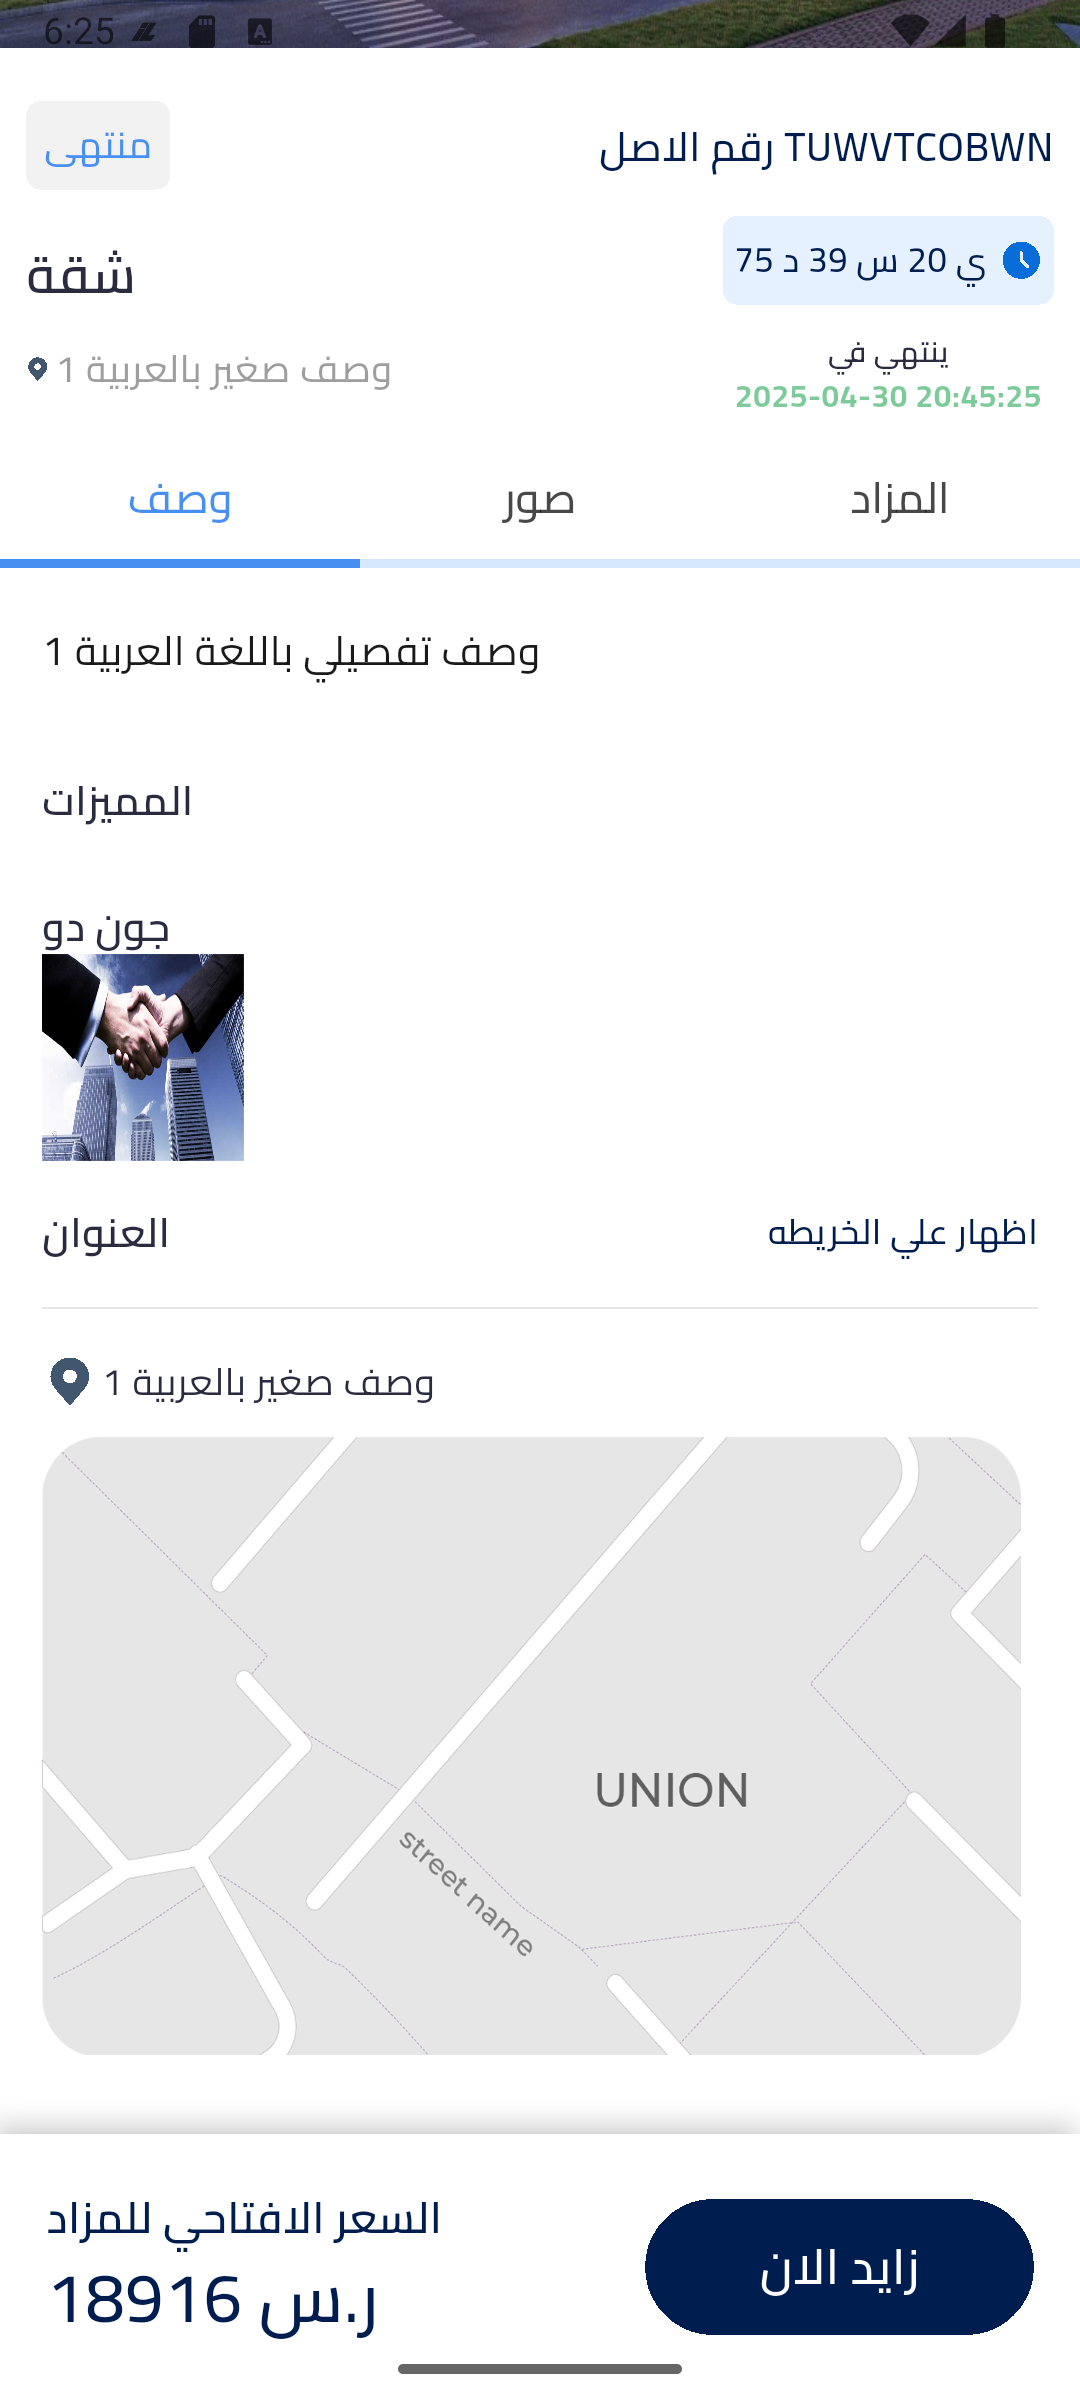 6:25
منتهى
TUWVTCOBWN رقم الاصل
شقة
75 ي 20 س 39 د
وصف صغير بالعربية 1
ينتهي في
2025-04-30 20:45:25
وصف
صور
المزاد
وصف تفصيلي باللغة العربية 1
المميزات
جون دو
العنوان
اظهار علي الخريطه
وصف صغير بالعربية 1
UNION
street name
السعر الافتتاحي للمزاد
18916 ر.س
زايد الان